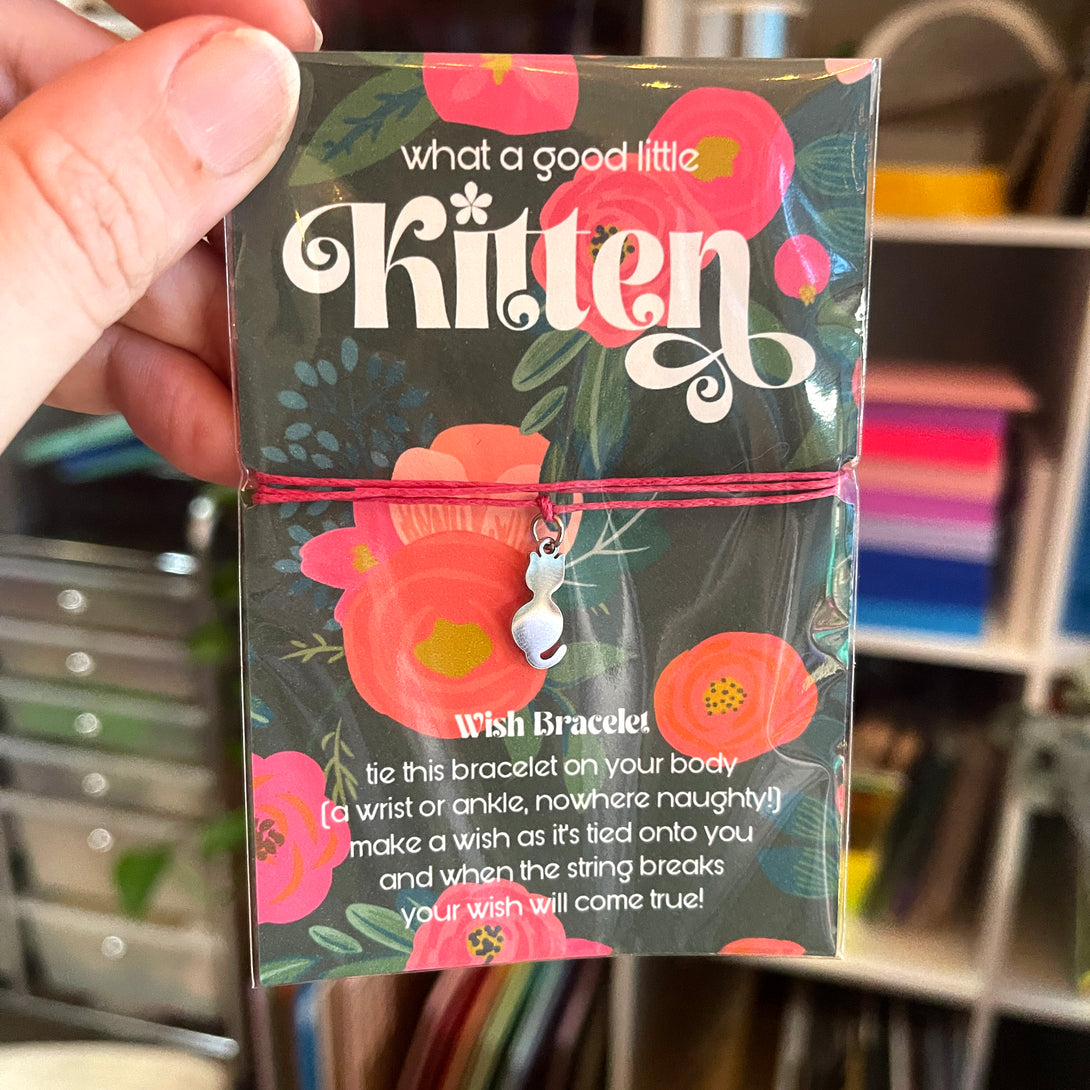 what a good little
Kitten
Wish Bracelet
tie this bracelet on your body
(a wrist or ankle, nowhere naughty!)
make a wish as it's tied onto you
and when the string breaks
your wish will come true!